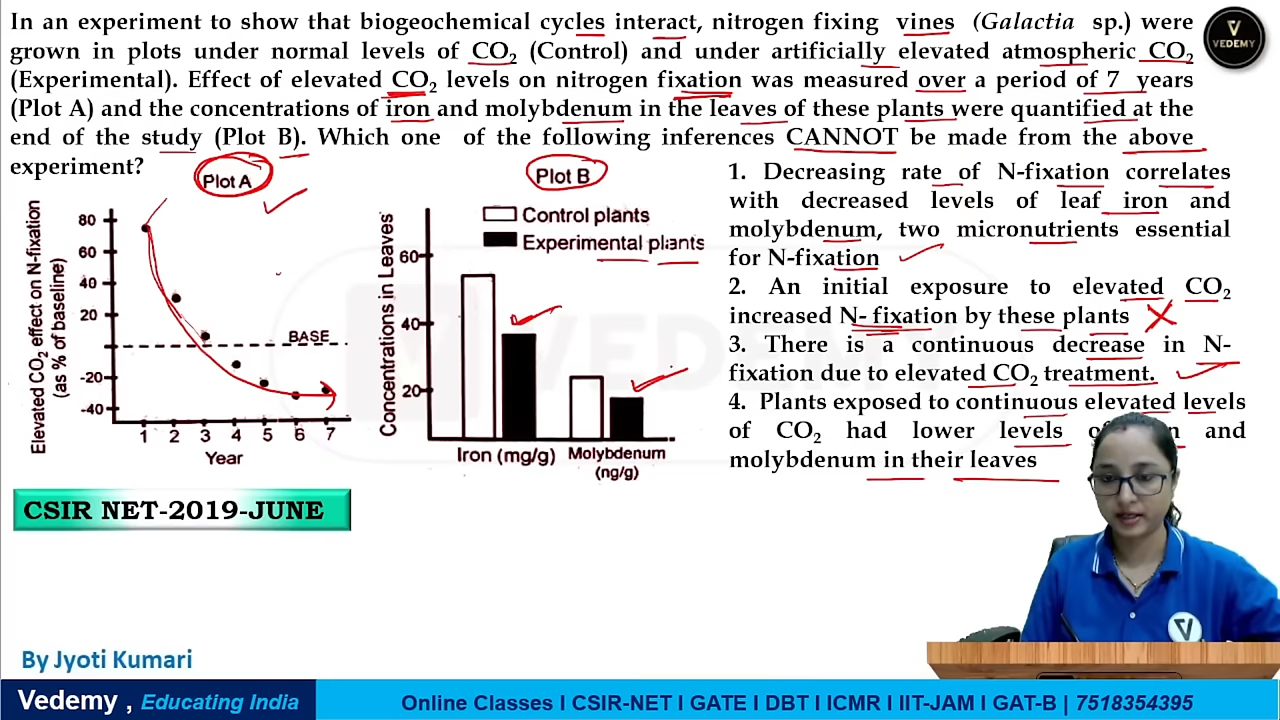 In an experiment to show that biogeochemical cycles interact, nitrogen fixing vines (Galactia sp.) were
grown in plots under normal levels of CO₂ (Control) and under artificially elevated atmospheric CO₂
(Experimental). Effect of elevated CO₂ levels on nitrogen fixation was measured over a period of 7 years
(Plot A) and the concentrations of iron and molybdenum in the leaves of these plants were quantified at the
end of the study (Plot B). Which one of the following inferences CANNOT be made from the above
experiment?
VEDEMY
Plot A
Elevated CO₂ effect on N-fixation
(as % of baseline)
80
60
40
20
-20
-40
BASE
1 2 3 4 5 6 7
Year
Plot B
Control plants
Experimental plants
Concentrations in Leaves
60
40
20
Iron (mg/g)
Molybdenum
(ng/g)
VEDEMY
1. Decreasing rate of N-fixation correlates
with decreased levels of leaf iron and
molybdenum, two micronutrients essential
for N-fixation
2. An initial exposure to elevated CO₂
increased N- fixation by these plants
3. There is a continuous decrease in N-
fixation due to elevated CO₂ treatment.
4. Plants exposed to continuous elevated levels
of CO₂ had lower levels and
molybdenum in their leaves
CSIR NET-2019-JUNE
By Jyoti Kumari
Vedemy , Educating India
Online Classes I CSIR-NET I GATE I DBT I ICMR I IIT-JAM I GAT-B | 7518354395